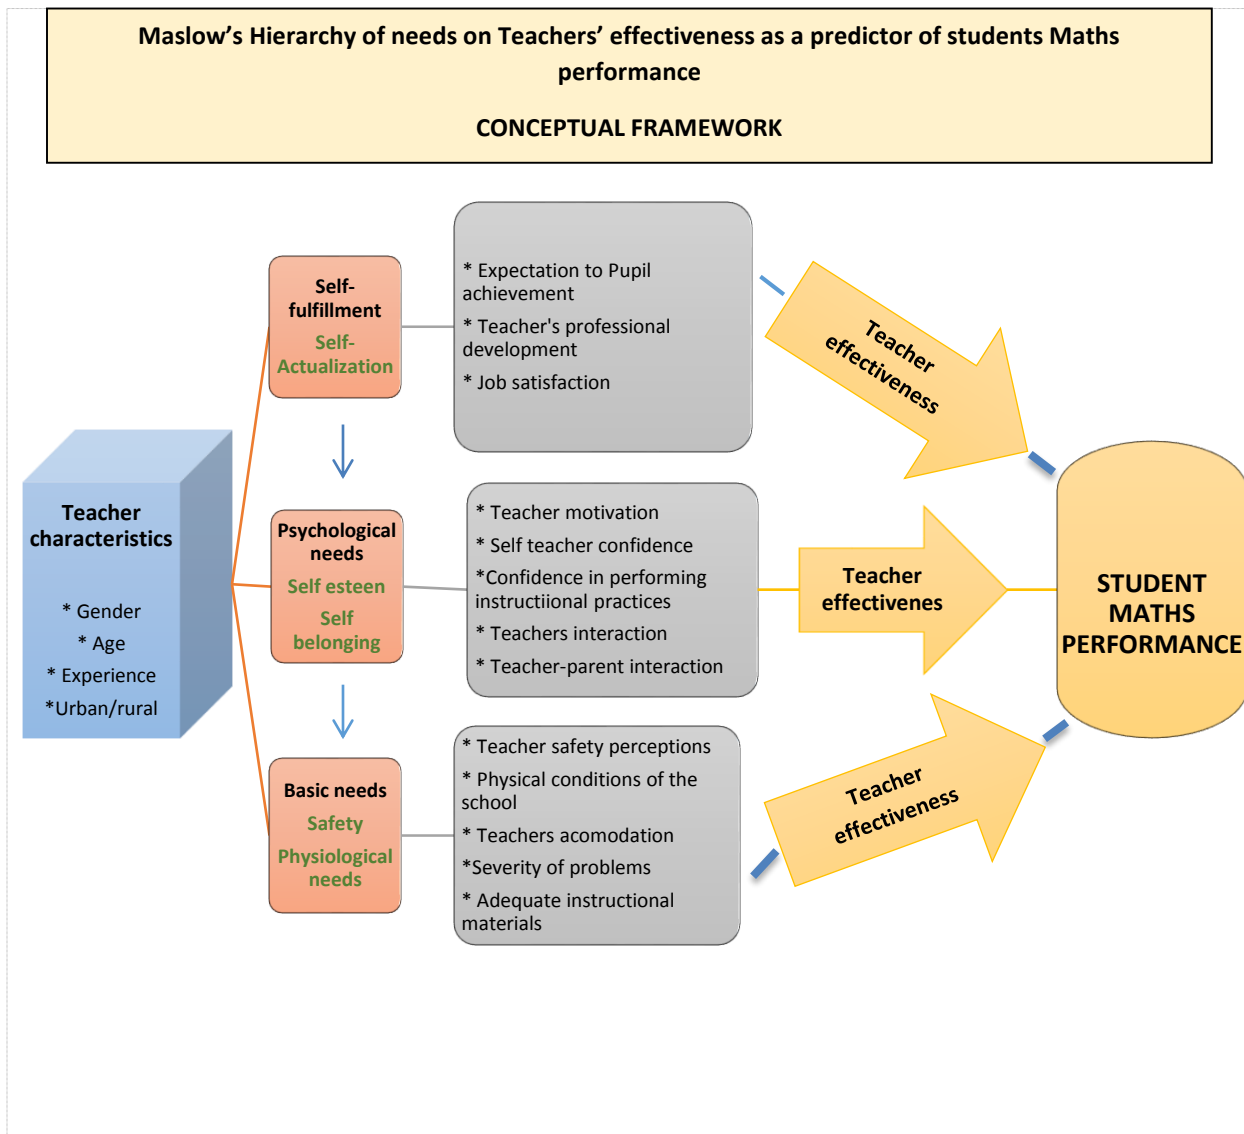 Maslow’s Hierarchy of needs on Teachers’ effectiveness as a predictor of students Maths
performance
CONCEPTUAL FRAMEWORK
Teacher
characteristics
* Gender
* Age
* Experience
*Urban/rural
Self-
fulfillment
Self-
Actualization
* Expectation to Pupil
achievement
* Teacher's professional
development
* Job satisfaction
Teacher
effectiveness
Psychological
needs
Self esteen
Self
belonging
* Teacher motivation
* Self teacher confidence
*Confidence in performing
instructiional practices
* Teachers interaction
* Teacher-parent interaction
Teacher
effectivenes
Basic needs
Safety
Physiological
needs
* Teacher safety perceptions
* Physical conditions of the
school
* Teachers acomodation
*Severity of problems
* Adequate instructional
materials
Teacher
effectiveness
STUDENT
MATHS
PERFORMANCE